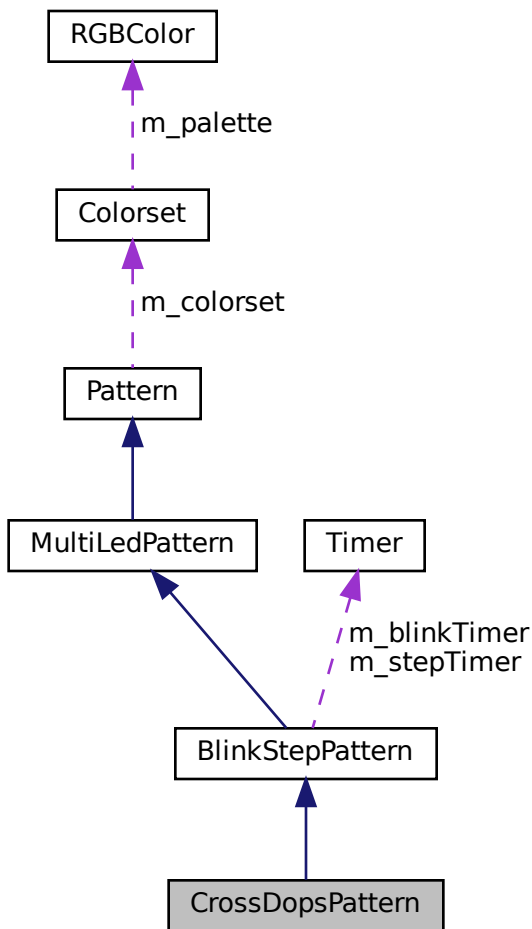 RGBColor
m_palette
Colorset
m_colorset
Pattern
MultiLedPattern
Timer
m_blinkTimer
m_stepTimer
BlinkStepPattern
CrossDopsPattern